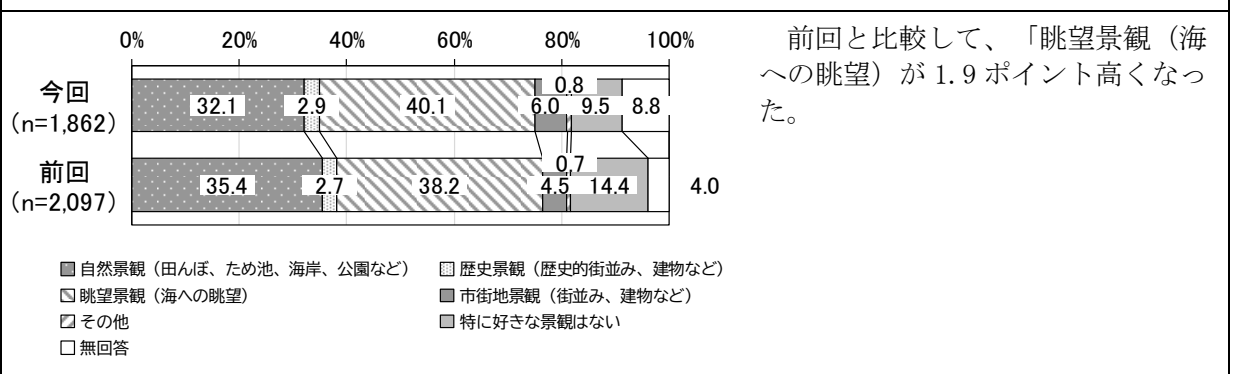 0% 20% 40% 60% 80% 100%
今回
(n=1,862)
32.1 2.9 40.1 6.0 0.8 9.5 8.8
前回
(n=2,097)
35.4 2.7 38.2 4.5 0.7 14.4 4.0
自然景観（田んぼ、ため池、海岸、公園など） 歴史景観（歴史的街並み、建物など）
眺望景観（海への眺望） 市街地景観（街並み、建物など）
その他 特に好きな景観はない
無回答
前回と比較して、「眺望景観（海
への眺望）が 1.9 ポイント高くなっ
た。